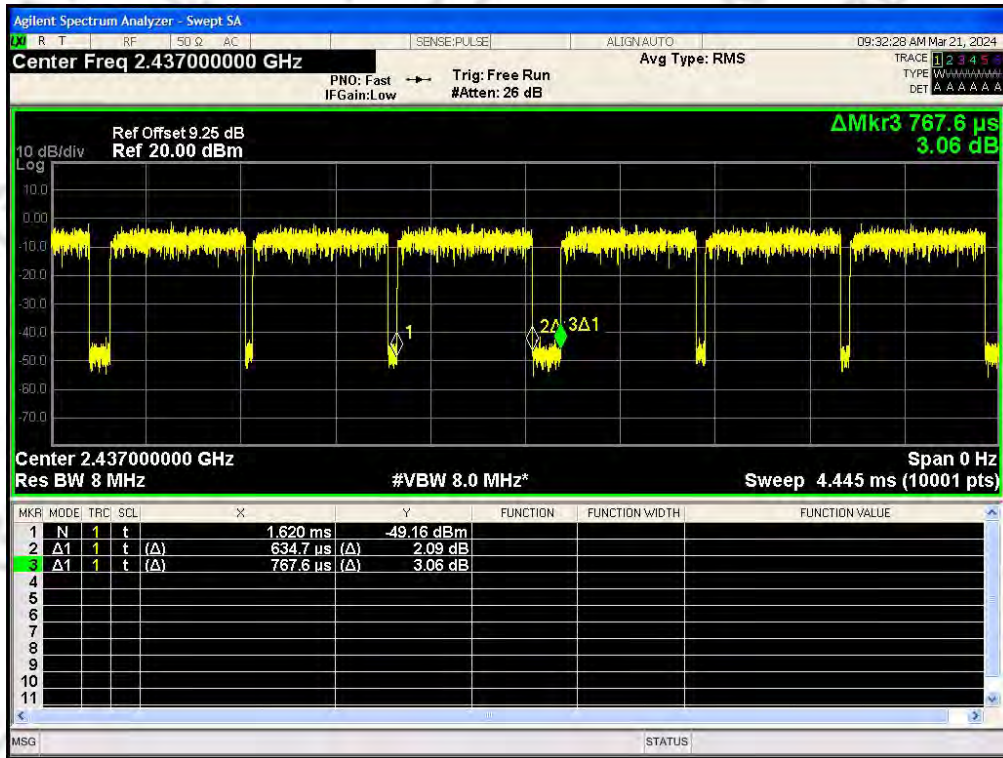 Agilent Spectrum Analyzer - Swept SA
LXI R T RF 50 Ω AC SENSE:PULSE ALIGNAUTO 09:32:28 AM Mar 21, 2024
Center Freq 2.437000000 GHz Avg Type: RMS TRACE 1 2 3 4 5 6
PNO: Fast Trig: Free Run TYPE WWWWWW
IFGain:Low #Atten: 26 dB DET A A A A A A
ΔMkr3 767.6 µs
Ref Offset 9.25 dB
10 dB/div Ref 20.00 dBm 3.06 dB
Log
10.0
0.00
-10.0
-20.0
-30.0
-40.0
1 2Δ 3Δ1
-50.0
-60.0
-70.0
Center 2.437000000 GHz Span 0 Hz
Res BW 8 MHz #VBW 8.0 MHz* Sweep 4.445 ms (10001 pts)
MKR MODE TRC SCL X Y FUNCTION FUNCTION WIDTH FUNCTION VALUE
1 N 1 t 1.620 ms -49.16 dBm
2 Δ1 1 t (Δ) 634.7 µs (Δ) 2.09 dB
3 Δ1 1 t (Δ) 767.6 µs (Δ) 3.06 dB
4
5
6
7
8
9
10
11
MSG STATUS